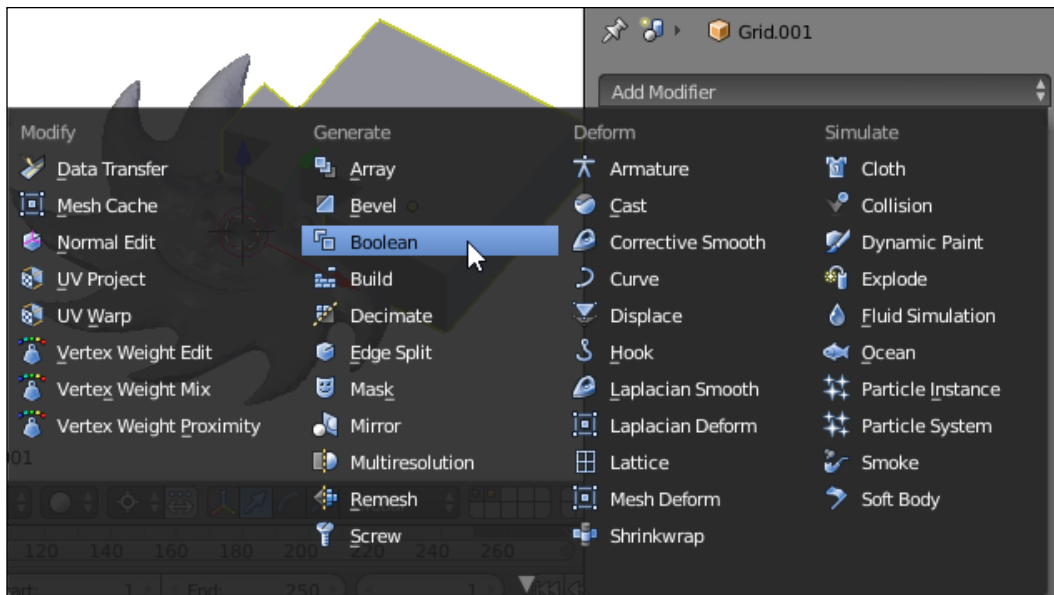 Grid.001
Add Modifier
Modify
Data Transfer
Mesh Cache
Normal Edit
UV Project
UV Warp
Vertex Weight Edit
Vertex Weight Mix
Vertex Weight Proximity
Generate
Array
Bevel
Boolean
Build
Decimate
Edge Split
Mask
Mirror
Multiresolution
Remesh
Screw
Deform
Armature
Cast
Corrective Smooth
Curve
Displace
Hook
Laplacian Smooth
Laplacian Deform
Lattice
Mesh Deform
Shrinkwrap
Simulate
Cloth
Collision
Dynamic Paint
Explode
Fluid Simulation
Ocean
Particle Instance
Particle System
Smoke
Soft Body
001
120 140 160 180 200 220 240 260
1 End: 250 1